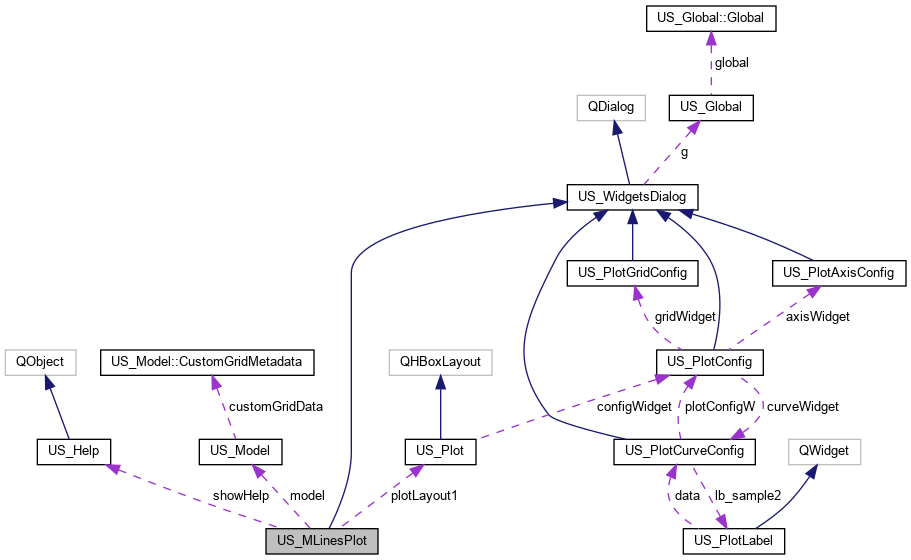 US_Global::Global
global
QDialog
US_Global
g
US_WidgetsDialog
US_PlotGridConfig
US_PlotAxisConfig
gridWidget
axisWidget
QObject
US_Model::CustomGridMetadata
QHBoxLayout
US_PlotConfig
customGridData
configWidget
plotConfigW
curveWidget
US_Help
US_Model
US_Plot
US_PlotCurveConfig
QWidget
showHelp
model
plotLayout1
data
lb_sample2
US_MLinesPlot
US_PlotLabel